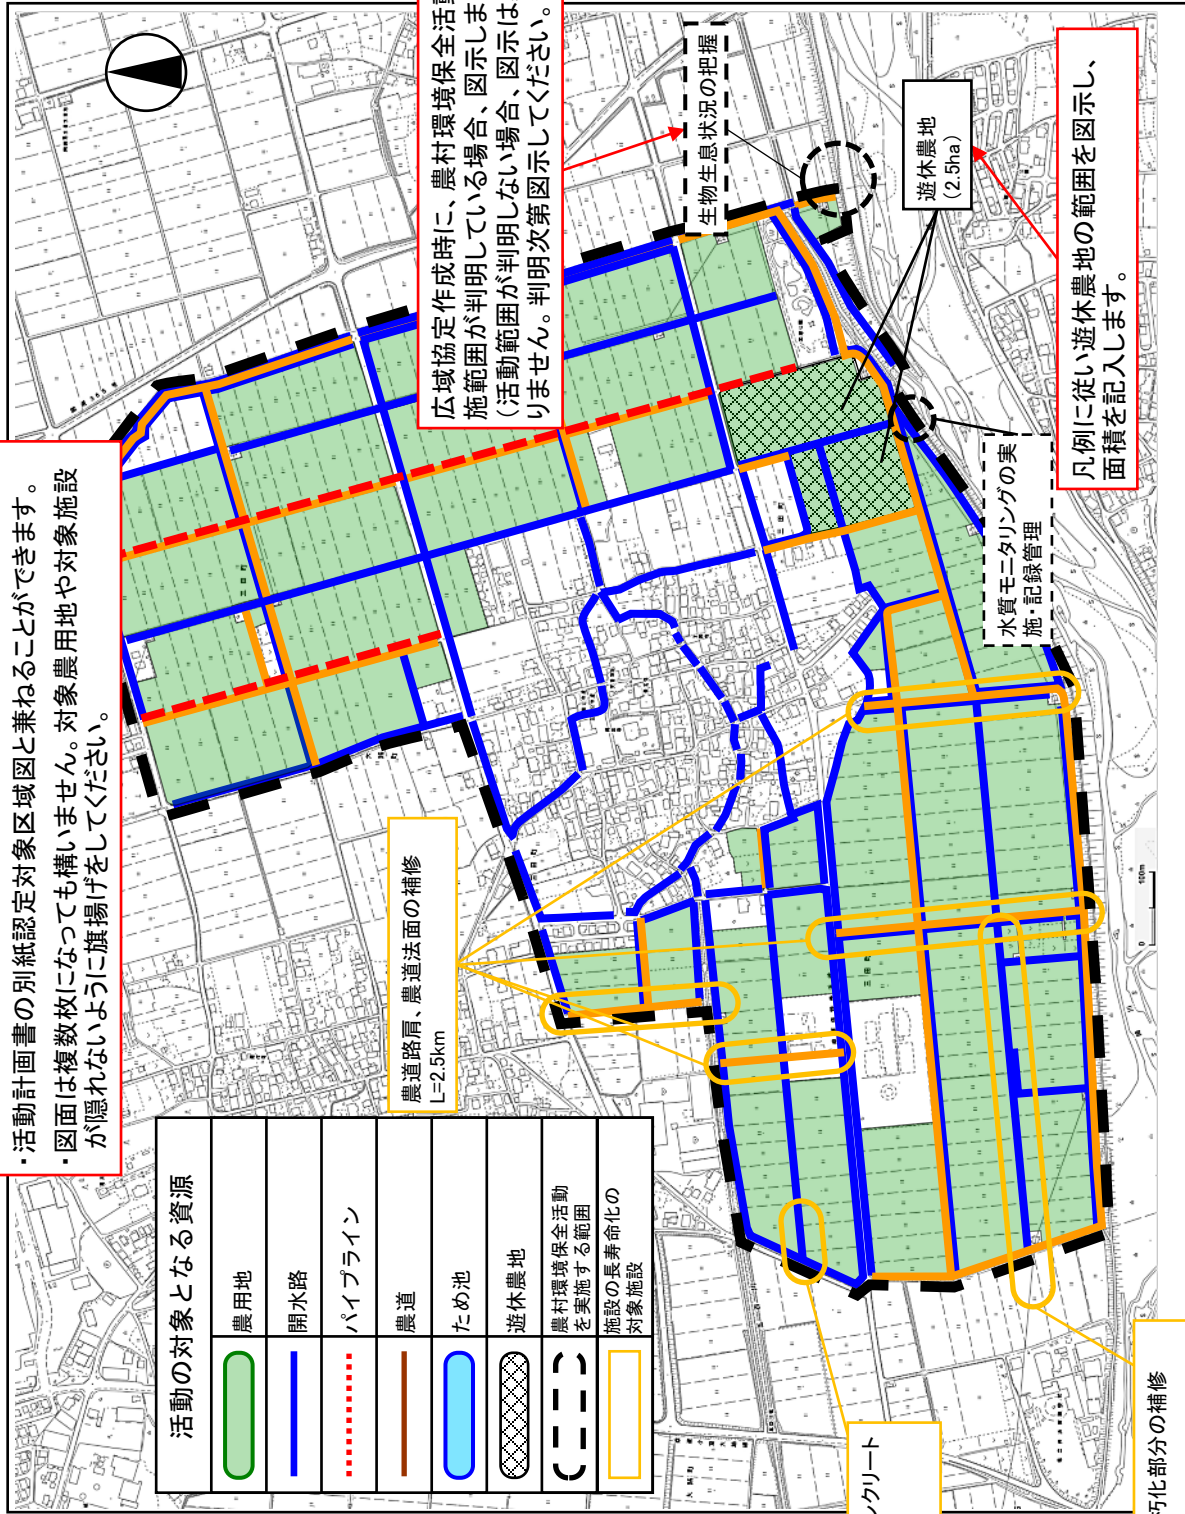 ・活動計画書の別紙認定対象区域図と兼ねることができます。
・図面は複数枚になっても構いません。対象農用地や対象施設
が隠れないように旗揚げをしてください。
広域協定作成時に、農村環境保全活動
施範囲が判明している場合、図示しま
(活動範囲が判明しない場合、図示は
りません。判明次第図示してください。
生物生息状況の把握
遊休農地
(2.5ha)
凡例に従い遊休農地の範囲を図示し、
面積を記入します。
水質モニタリングの実
施・記録管理
農道路肩、農道法面の補修
L=2.5km
活動の対象となる資源
農用地
開水路
パイプライン
農道
ため池
遊休農地
農村環境保全活動
を実施する範囲
施設の長寿命化の
対象施設
ンクリート
朽化部分の補修
0 100m